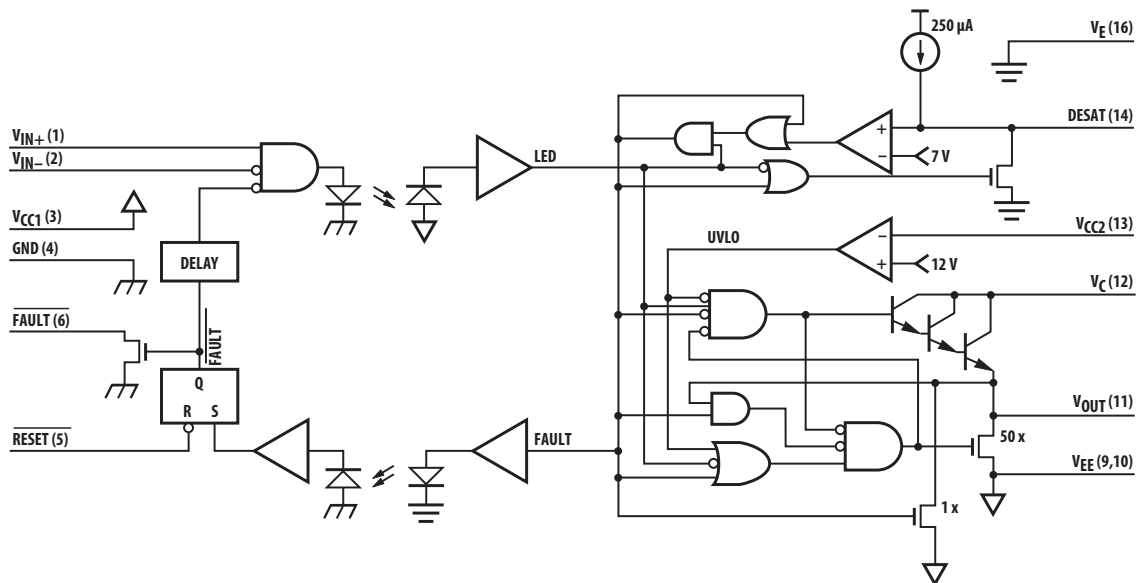 250 µA
V_E (16)
V_IN+ (1)
V_IN– (2)
V_CC1 (3)
GND (4)
DELAY
FAULT (6)
FAULT
Q
R S
RESET (5)
LED
FAULT
+
–
7 V
DESAT (14)
UVLO
–
+
12 V
V_CC2 (13)
V_C (12)
V_OUT (11)
50 x
V_EE (9,10)
1 x